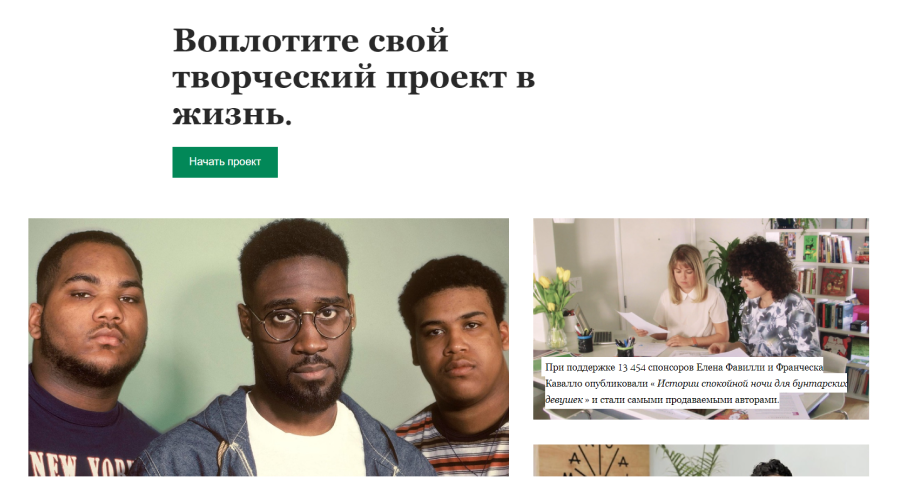 Воплотите свой
творческий проект в
жизнь.
Начать проект
NEW YORK
При поддержке 13 454 спонсоров Елена Фавилли и Франческа
Кавалло опубликовали « Истории спокойной ночи для бунтарских
девушек » и стали самыми продаваемыми авторами.